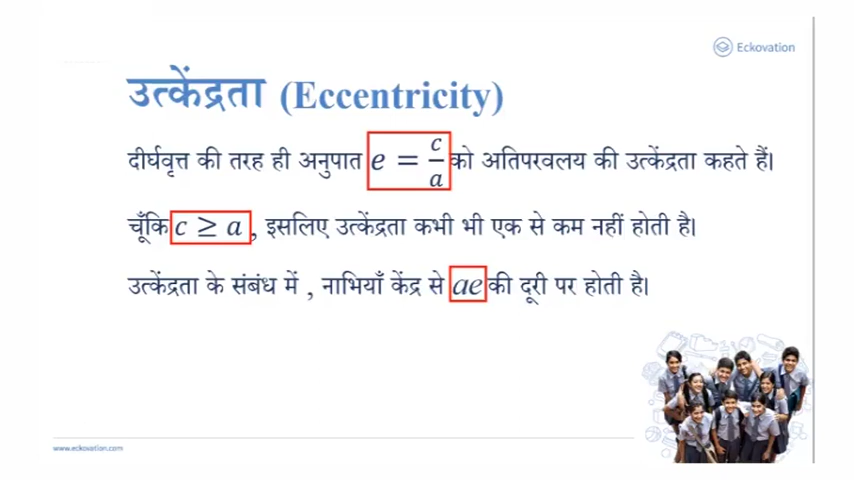 Eckovation
उत्केंद्रता (Eccentricity)
दीर्घवृत्त की तरह ही अनुपात e = c/a को अतिपरवलय की उत्केंद्रता कहते हैं।
चूँकि c ≥ a , इसलिए उत्केंद्रता कभी भी एक से कम नहीं होती है।
उत्केंद्रता के संबंध में , नाभियाँ केंद्र से ae की दूरी पर होती है।
www.eckovation.com